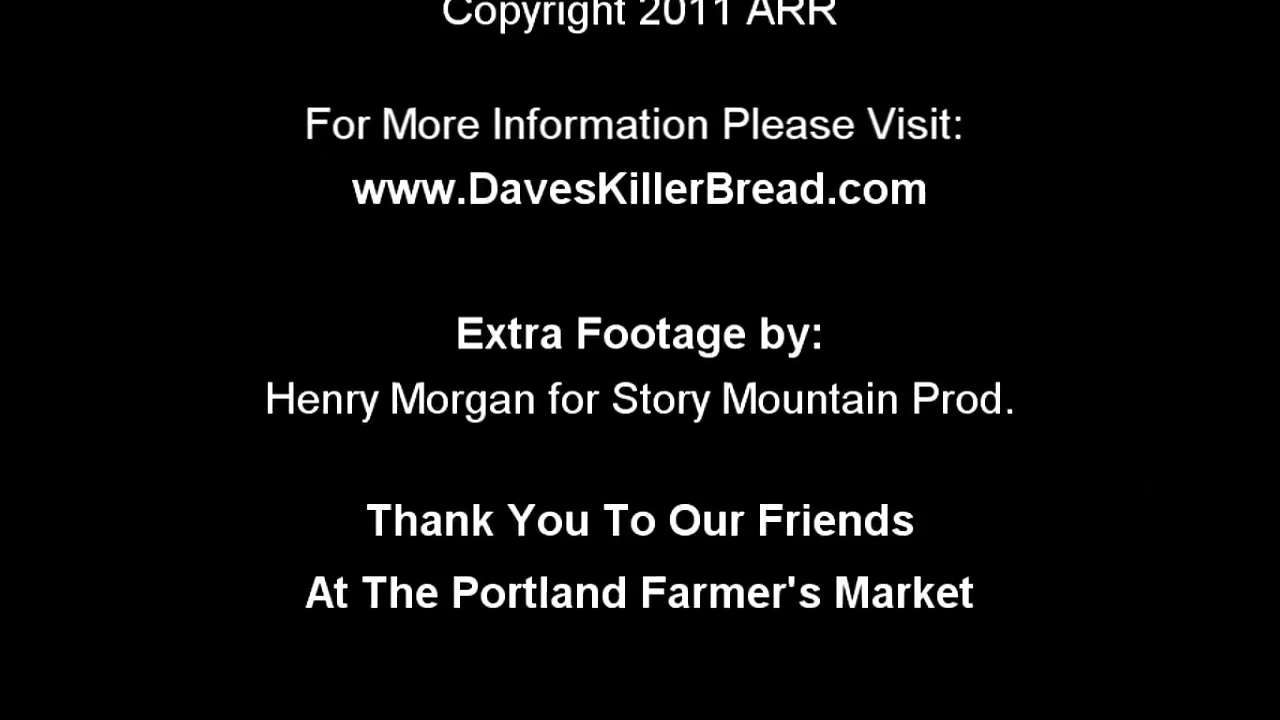 Copyright 2011 ARR
For More Information Please Visit:
www.DavesKillerBread.com
Extra Footage by:
Henry Morgan for Story Mountain Prod.
Thank You To Our Friends
At The Portland Farmer's Market